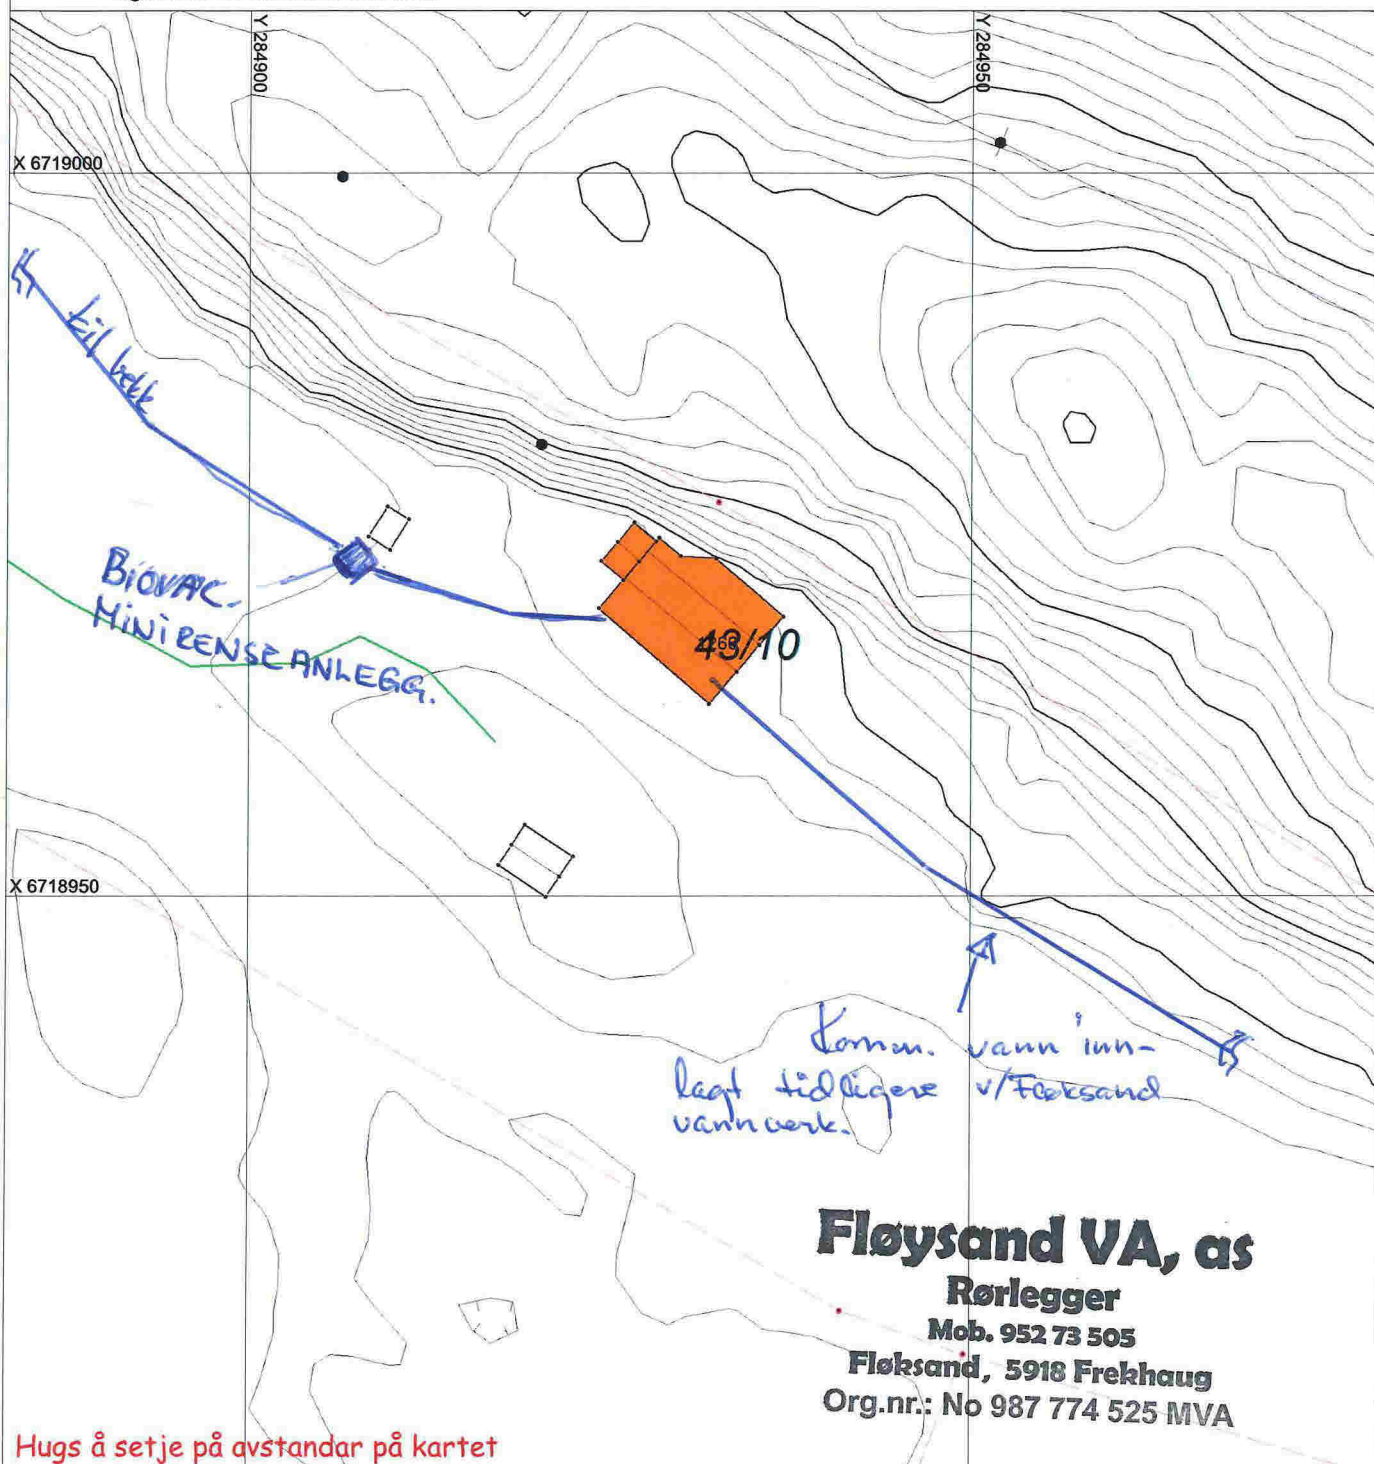 Y 284900
Y 284950
X 6719000
til bekk
BIOVAC-
MINIRENSEANLEGG.
43/10
X 6718950
Komm. vann inn-
lagt tidligere v/Fløksand
vannverk.
Fløysand VA, as
Rørlegger
Mob. 952 73 505
Fløksand, 5918 Frekhaug
Org.nr.: No 987 774 525 MVA
Hugs å setje på avstandar på kartet